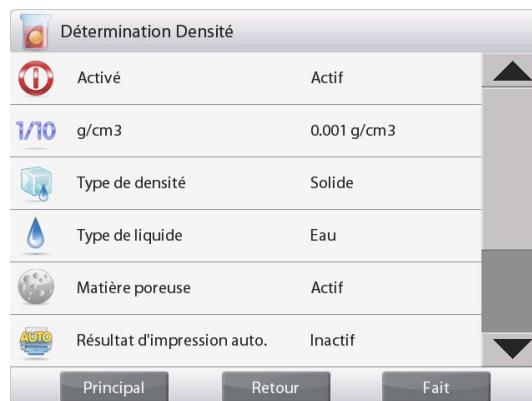 Détermination Densité
Activé Actif
1/10 g/cm3 0.001 g/cm3
Type de densité Solide
Type de liquide Eau
Matière poreuse Actif
AUTO Résultat d'impression auto. Inactif
Principal Retour Fait